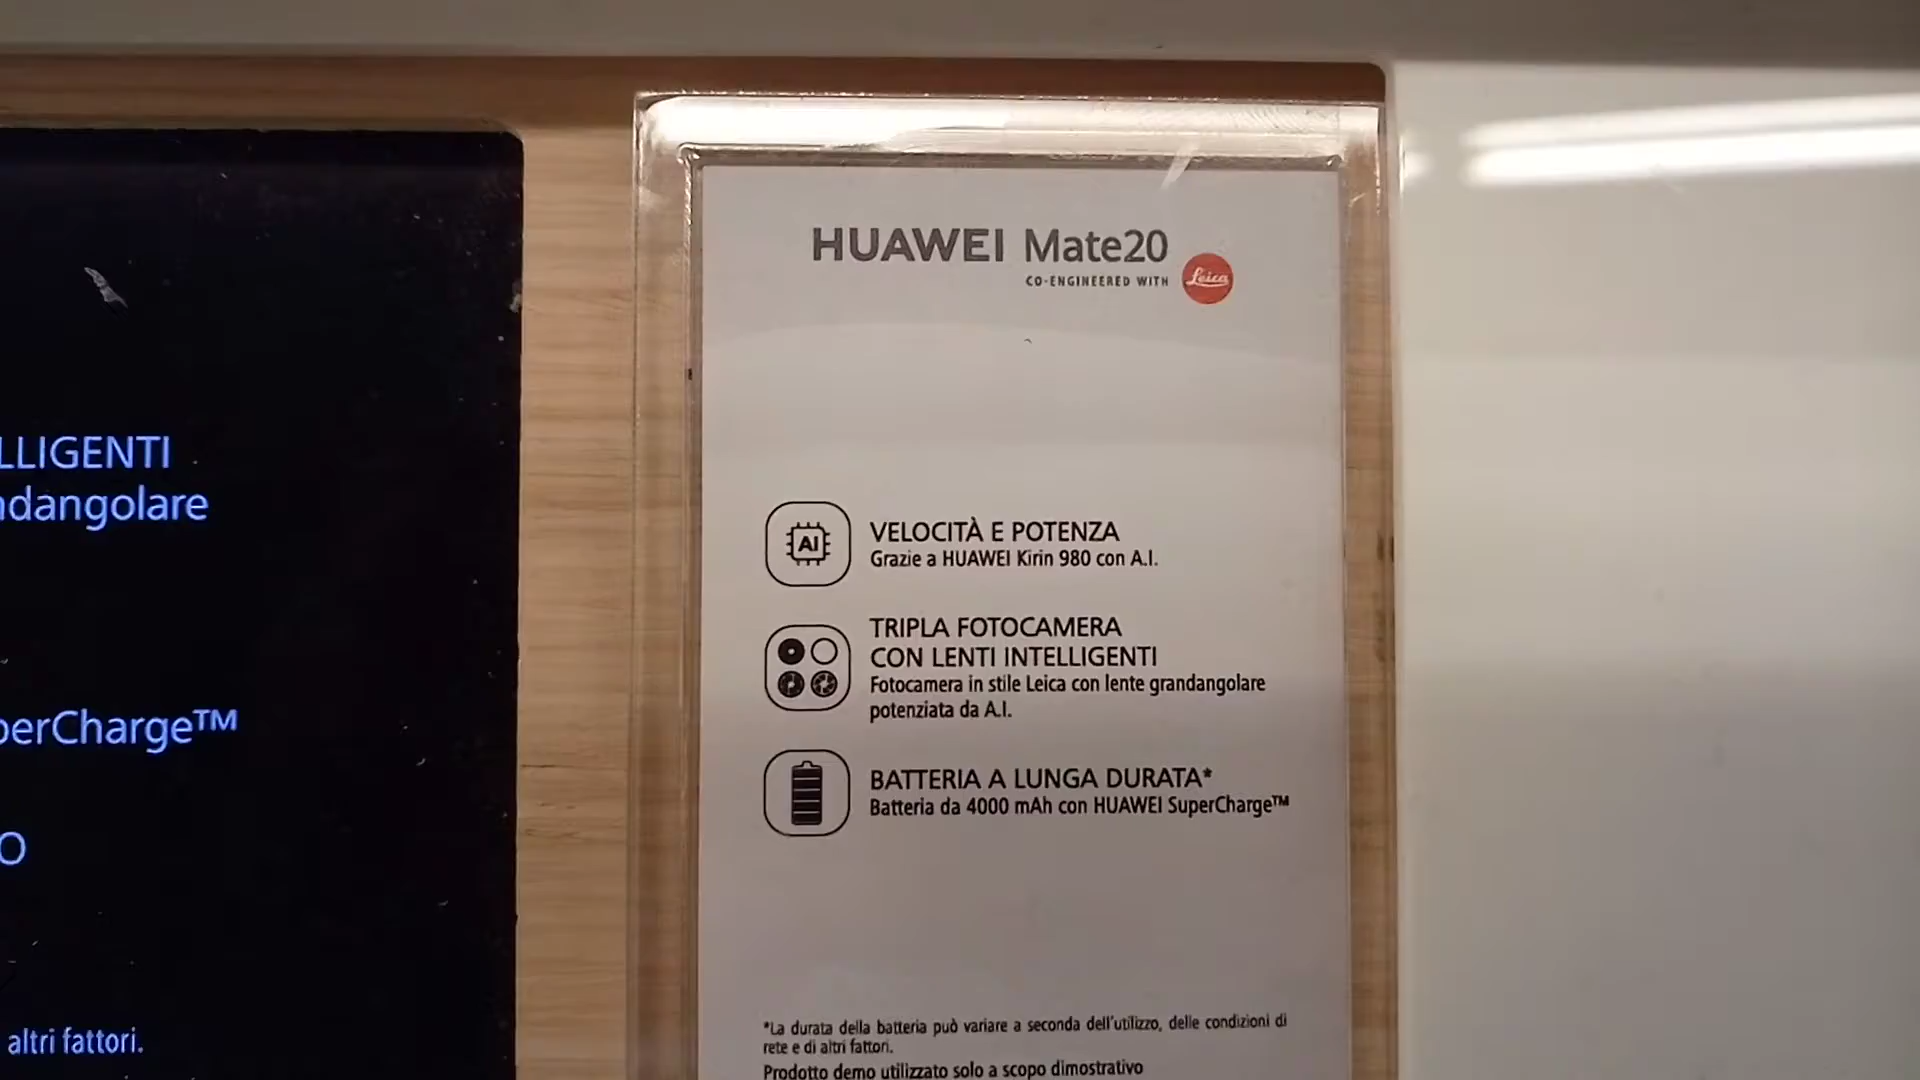 LLIGENTI
ndangolare
perCharge™
O
altri fattori.
HUAWEI Mate20
CO-ENGINEERED WITH Leica
AI
VELOCITÀ E POTENZA
Grazie a HUAWEI Kirin 980 con A.I.
TRIPLA FOTOCAMERA
CON LENTI INTELLIGENTI
Fotocamera in stile Leica con lente grandangolare
potenziata da A.I.
BATTERIA A LUNGA DURATA*
Batteria da 4000 mAh con HUAWEI SuperCharge™
*La durata della batteria può variare a seconda dell'utilizzo, delle condizioni di
rete e di altri fattori.
Prodotto demo utilizzato solo a scopo dimostrativo